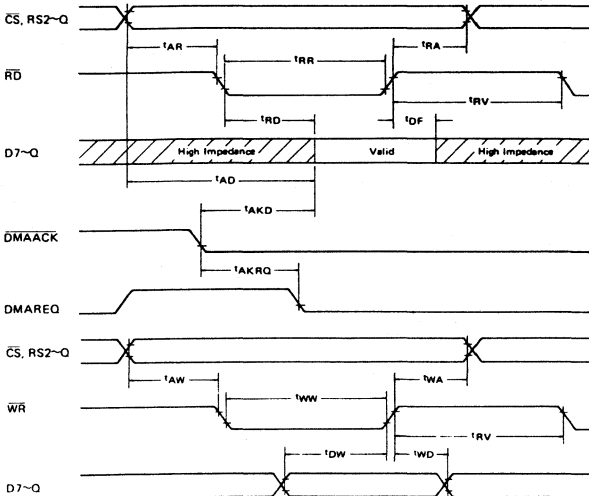 CS, RS2~Q
tAR
tRR
tRA
RD
tRV
tRD
tDF
D7~Q
High Impedance
Valid
High Impedance
tAD
tAKD
DMAACK
tAKRQ
DMAREQ
CS, RS2~Q
tAW
tWW
tWA
WR
tRV
tDW
tWD
D7~Q